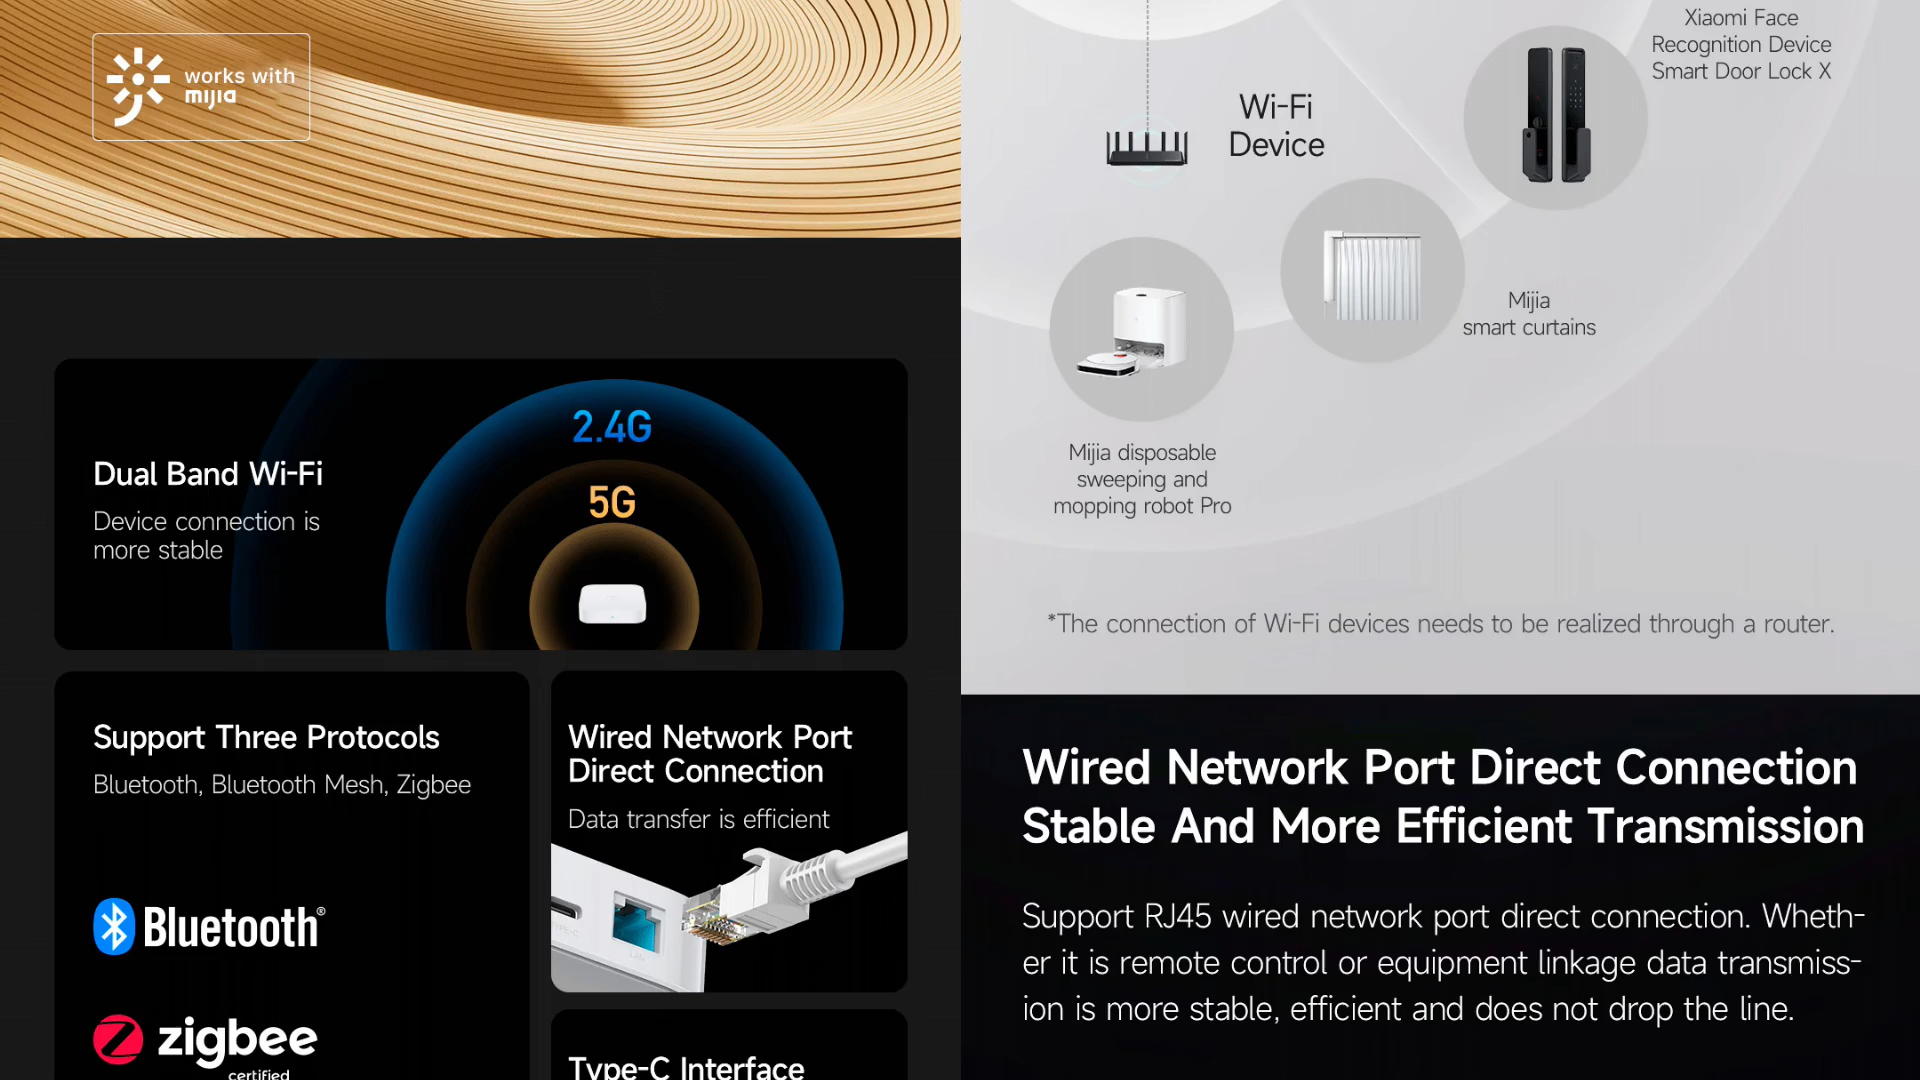 works with
mijia
2.4G
5G
Dual Band Wi-Fi
Device connection is
more stable
Support Three Protocols
Bluetooth, Bluetooth Mesh, Zigbee
Bluetooth®
zigbee
certified
Wired Network Port
Direct Connection
Data transfer is efficient
TYPE-C
LAN
Type-C Interface
Xiaomi Face
Recognition Device
Smart Door Lock X
Wi-Fi
Device
Mijia
smart curtains
Mijia disposable
sweeping and
mopping robot Pro
*The connection of Wi-Fi devices needs to be realized through a router.
Wired Network Port Direct Connection
Stable And More Efficient Transmission
Support RJ45 wired network port direct connection. Wheth-
er it is remote control or equipment linkage data transmiss-
ion is more stable, efficient and does not drop the line.